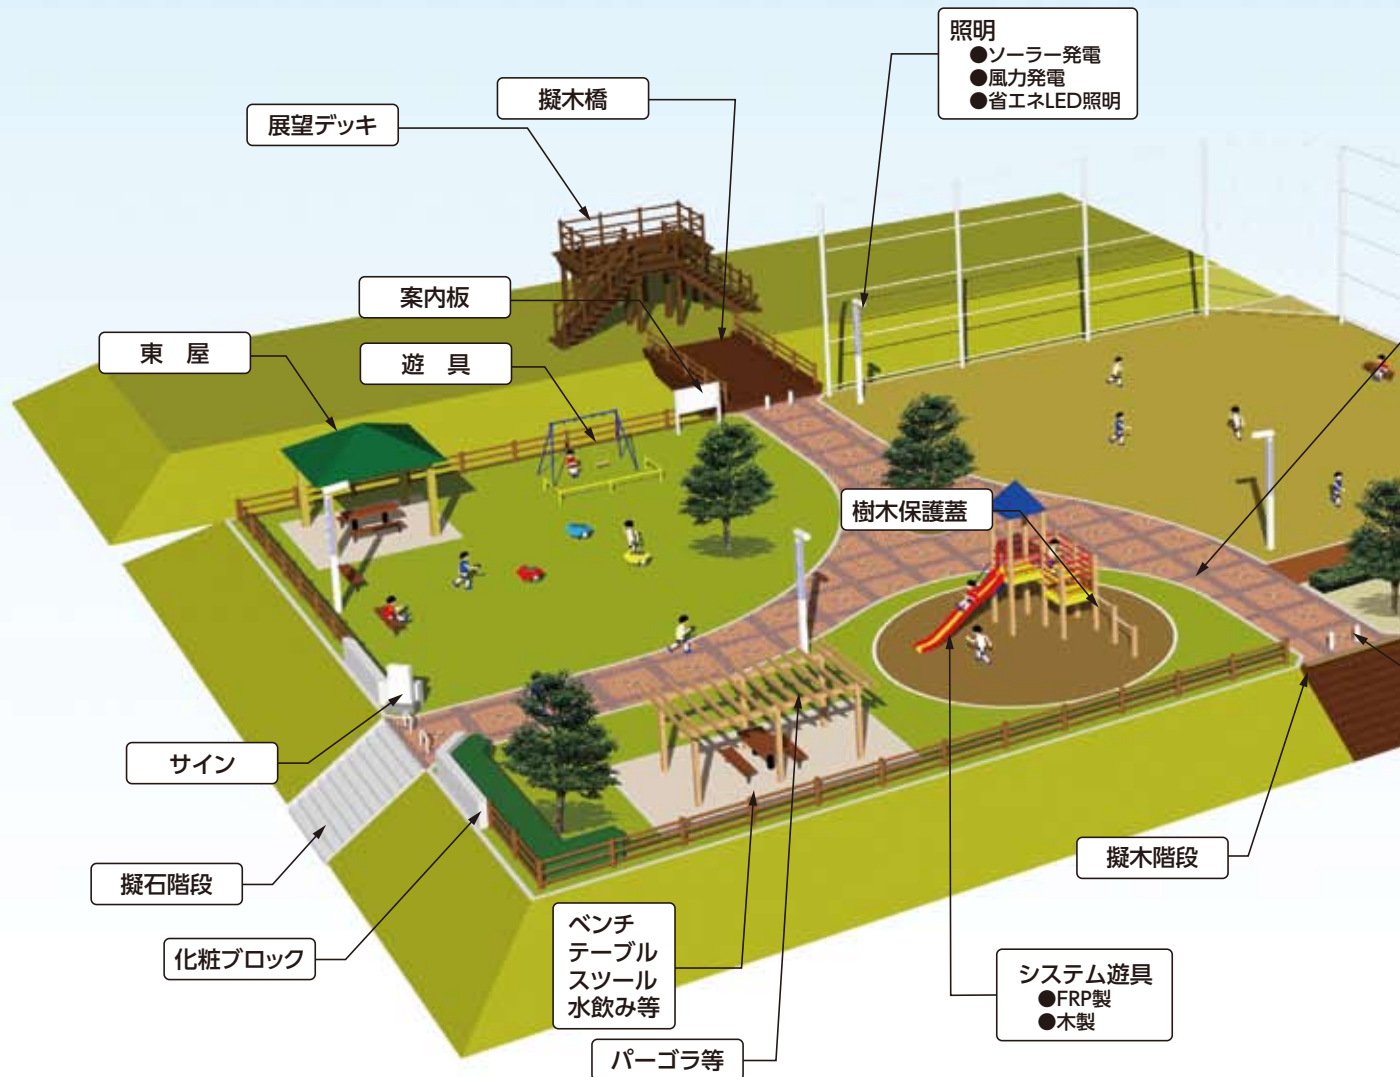 照明
●ソーラー発電
●風力発電
●省エネLED照明
擬木橋
展望デッキ
案内板
東　屋
遊　具
樹木保護蓋
サイン
擬木階段
擬石階段
化粧ブロック
ベンチ
テーブル
スツール
水飲み等
システム遊具
●FRP製
●木製
パーゴラ等